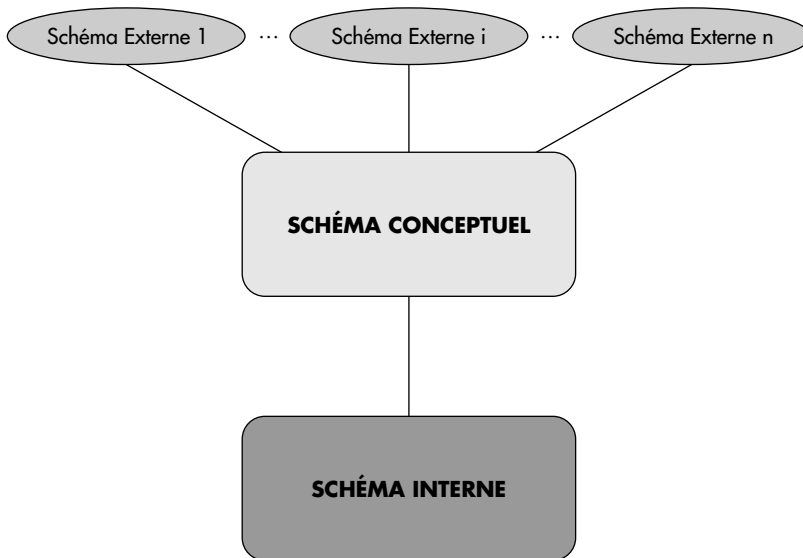 Schéma Externe 1 ... Schéma Externe i ... Schéma Externe n
SCHÉMA CONCEPTUEL
SCHÉMA INTERNE